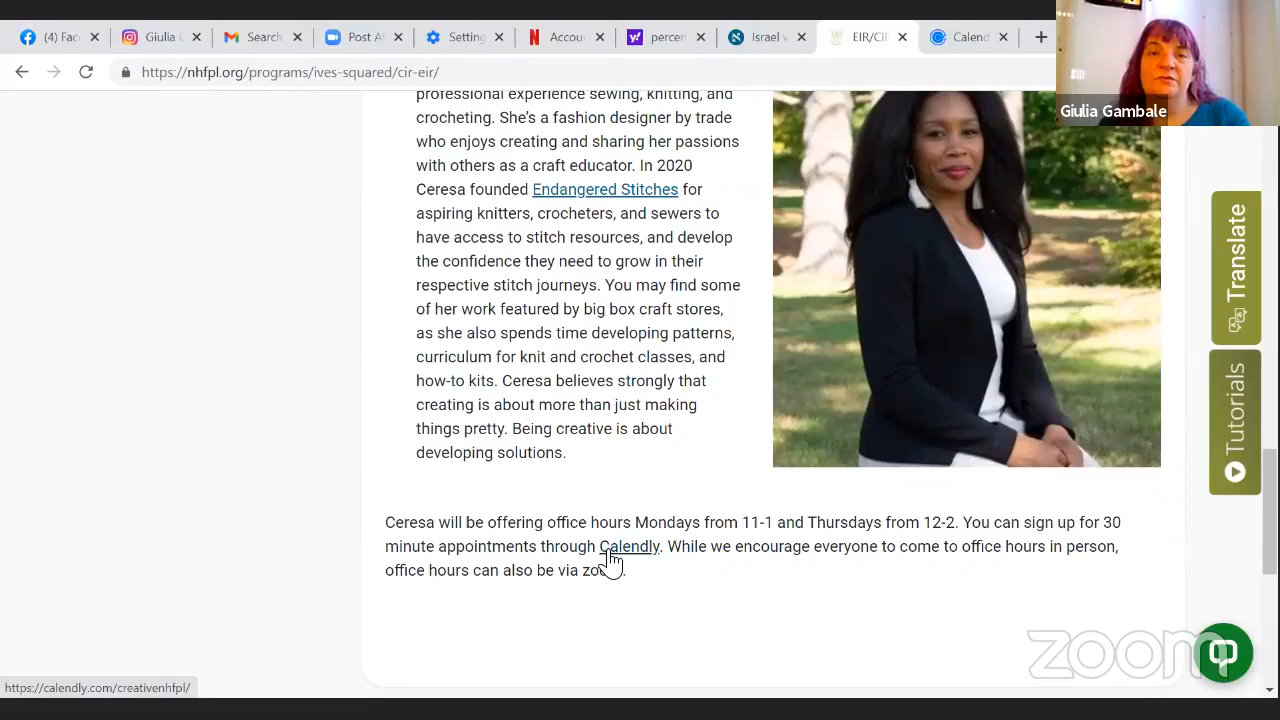 (4) Fac
Giulia G
Gmail
Search
Post A
Setting
Accou
percen
Israel v
EIR/CII
Calend
https://nhfpl.org/programs/ives-squared/cir-eir/
Giulia Gambale
professional experience sewing, knitting, and
crocheting. She's a fashion designer by trade
who enjoys creating and sharing her passions
with others as a craft educator. In 2020
Ceresa founded Endangered Stitches for
aspiring knitters, crocheters, and sewers to
have access to stitch resources, and develop
the confidence they need to grow in their
respective stitch journeys. You may find some
of her work featured by big box craft stores,
as she also spends time developing patterns,
curriculum for knit and crochet classes, and
how-to kits. Ceresa believes strongly that
creating is about more than just making
things pretty. Being creative is about
developing solutions.
Translate
Tutorials
Ceresa will be offering office hours Mondays from 11-1 and Thursdays from 12-2. You can sign up for 30
minute appointments through Calendly. While we encourage everyone to come to office hours in person,
office hours can also be via
zoom
https://calendly.com/creativenhfpl/